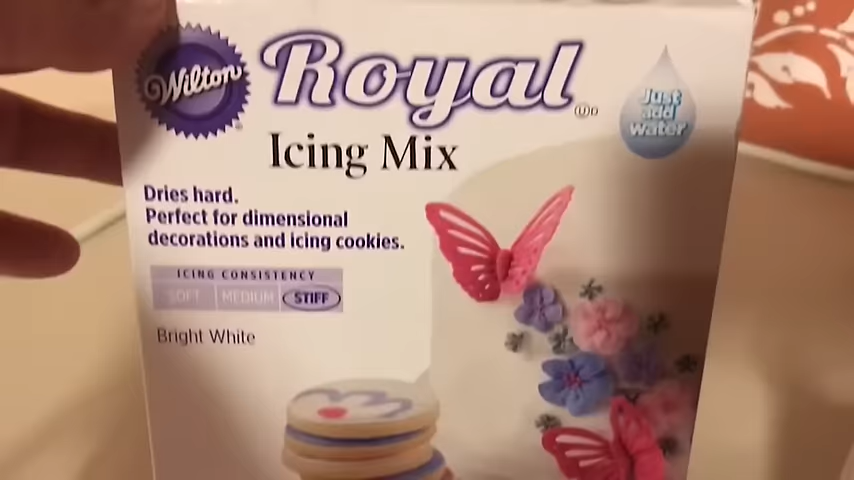 Wilton
Royal
Just
add
water
Icing Mix
Dries hard.
Perfect for dimensional
decorations and icing cookies.
ICING CONSISTENCY
SOFT MEDIUM STIFF
Bright White